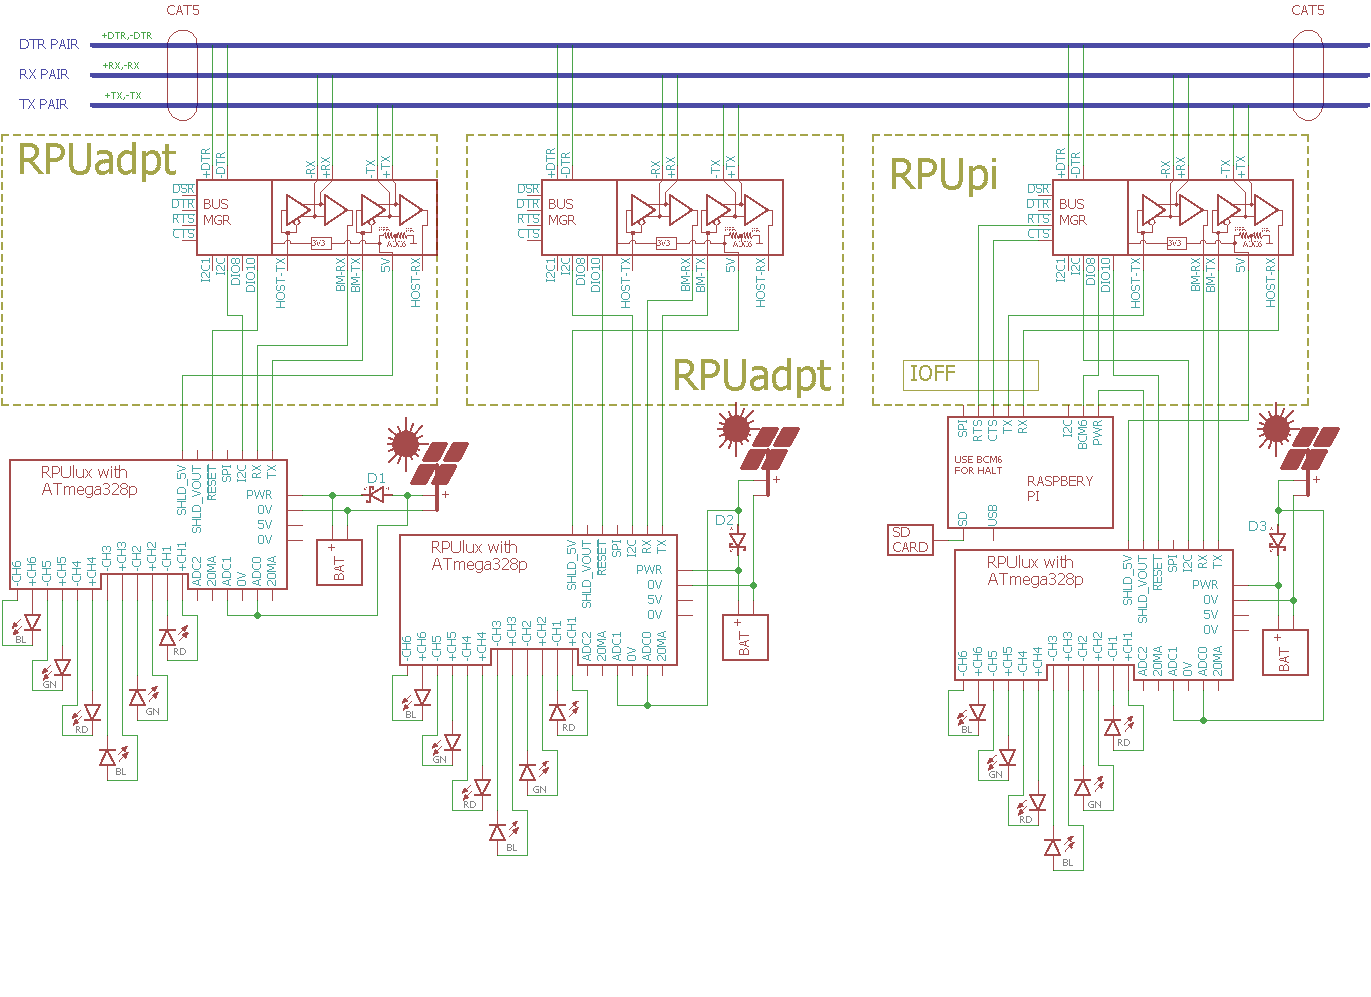 CAT5
CAT5
DTR PAIR
+DTR,-DTR
RX PAIR
+RX,-RX
TX PAIR
+TX,-TX
RPUadpt
+DTR
-DTR
-RX
+RX
-TX
+TX
DSR
DTR
RTS
CTS
BUS
MGR
3V3
ADC6
I2C1
I2C
DIO8
DIO10
HOST-TX
BM-RX
BM-TX
5V
HOST-RX
+DTR
-DTR
-RX
+RX
-TX
+TX
DSR
DTR
RTS
CTS
BUS
MGR
3V3
ADC6
I2C1
I2C
DIO8
DIO10
HOST-TX
BM-RX
BM-TX
5V
HOST-RX
RPUadpt
RPUpi
+DTR
-DTR
-RX
+RX
-TX
+TX
DSR
DTR
RTS
CTS
BUS
MGR
3V3
ADC6
I2C1
I2C
DIO8
DIO10
HOST-TX
BM-RX
BM-TX
5V
HOST-RX
IOFF
SPI
RTS
CTS
TX
RX
I2C
BCM6
PWR
USE BCM6
FOR HALT
RASPBERY
PI
SD
USB
SD
CARD
RPUlux with
ATmega328p
SHLD_5V
SHLD_VOUT
RESET
SPI
I2C
RX
TX
PWR
0V
5V
0V
-CH6
+CH6
-CH5
+CH5
-CH4
+CH4
-CH3
+CH3
-CH2
+CH2
-CH1
+CH1
ADC2
20MA
ADC1
0V
ADC0
20MA
D1
+
+
BAT
BL
GN
RD
BL
GN
RD
RPUlux with
ATmega328p
SHLD_5V
SHLD_VOUT
RESET
SPI
I2C
RX
TX
PWR
0V
5V
0V
-CH6
+CH6
-CH5
+CH5
-CH4
+CH4
-CH3
+CH3
-CH2
+CH2
-CH1
+CH1
ADC2
20MA
ADC1
0V
ADC0
20MA
D2
+
+
BAT
BL
GN
RD
BL
GN
RD
RPUlux with
ATmega328p
SHLD_5V
SHLD_VOUT
RESET
SPI
I2C
RX
TX
PWR
0V
5V
0V
-CH6
+CH6
-CH5
+CH5
-CH4
+CH4
-CH3
+CH3
-CH2
+CH2
-CH1
+CH1
ADC2
20MA
ADC1
0V
ADC0
20MA
D3
+
+
BAT
BL
GN
RD
BL
GN
RD